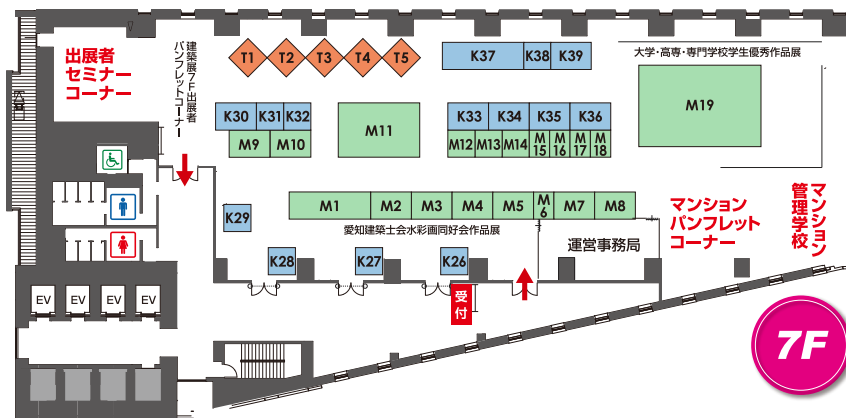 出展者
セミナー
コーナー
建築展7F出展者
パンフレットコーナー
T1
T2
T3
T4
T5
K37
K38
K39
大学・高専・専門学校学生優秀作品展
M19
K30
K31
K32
M9
M10
M11
K33
K34
K35
K36
M12
M13
M14
M
15
M
16
M
17
M
18
K29
M1
M2
M3
M4
M5
M
6
M7
M8
愛知建築士会水彩画同好会作品展
運営事務局
マンション
パンフレット
コーナー
マンション
管理学校
K28
K27
K26
受付
EV
EV
EV
EV
7F